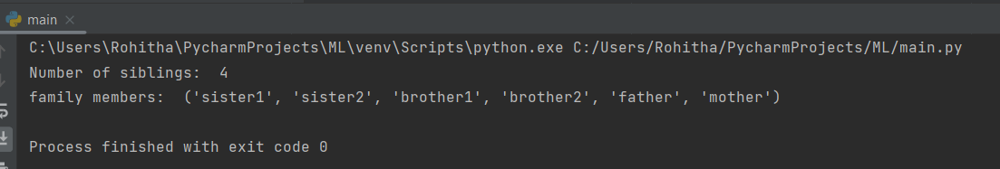 main
C:\Users\Rohitha\PycharmProjects\ML\venv\Scripts\python.exe C:/Users/Rohitha/PycharmProjects/ML/main.py
Number of siblings:  4
family members:  ('sister1', 'sister2', 'brother1', 'brother2', 'father', 'mother')
Process finished with exit code 0